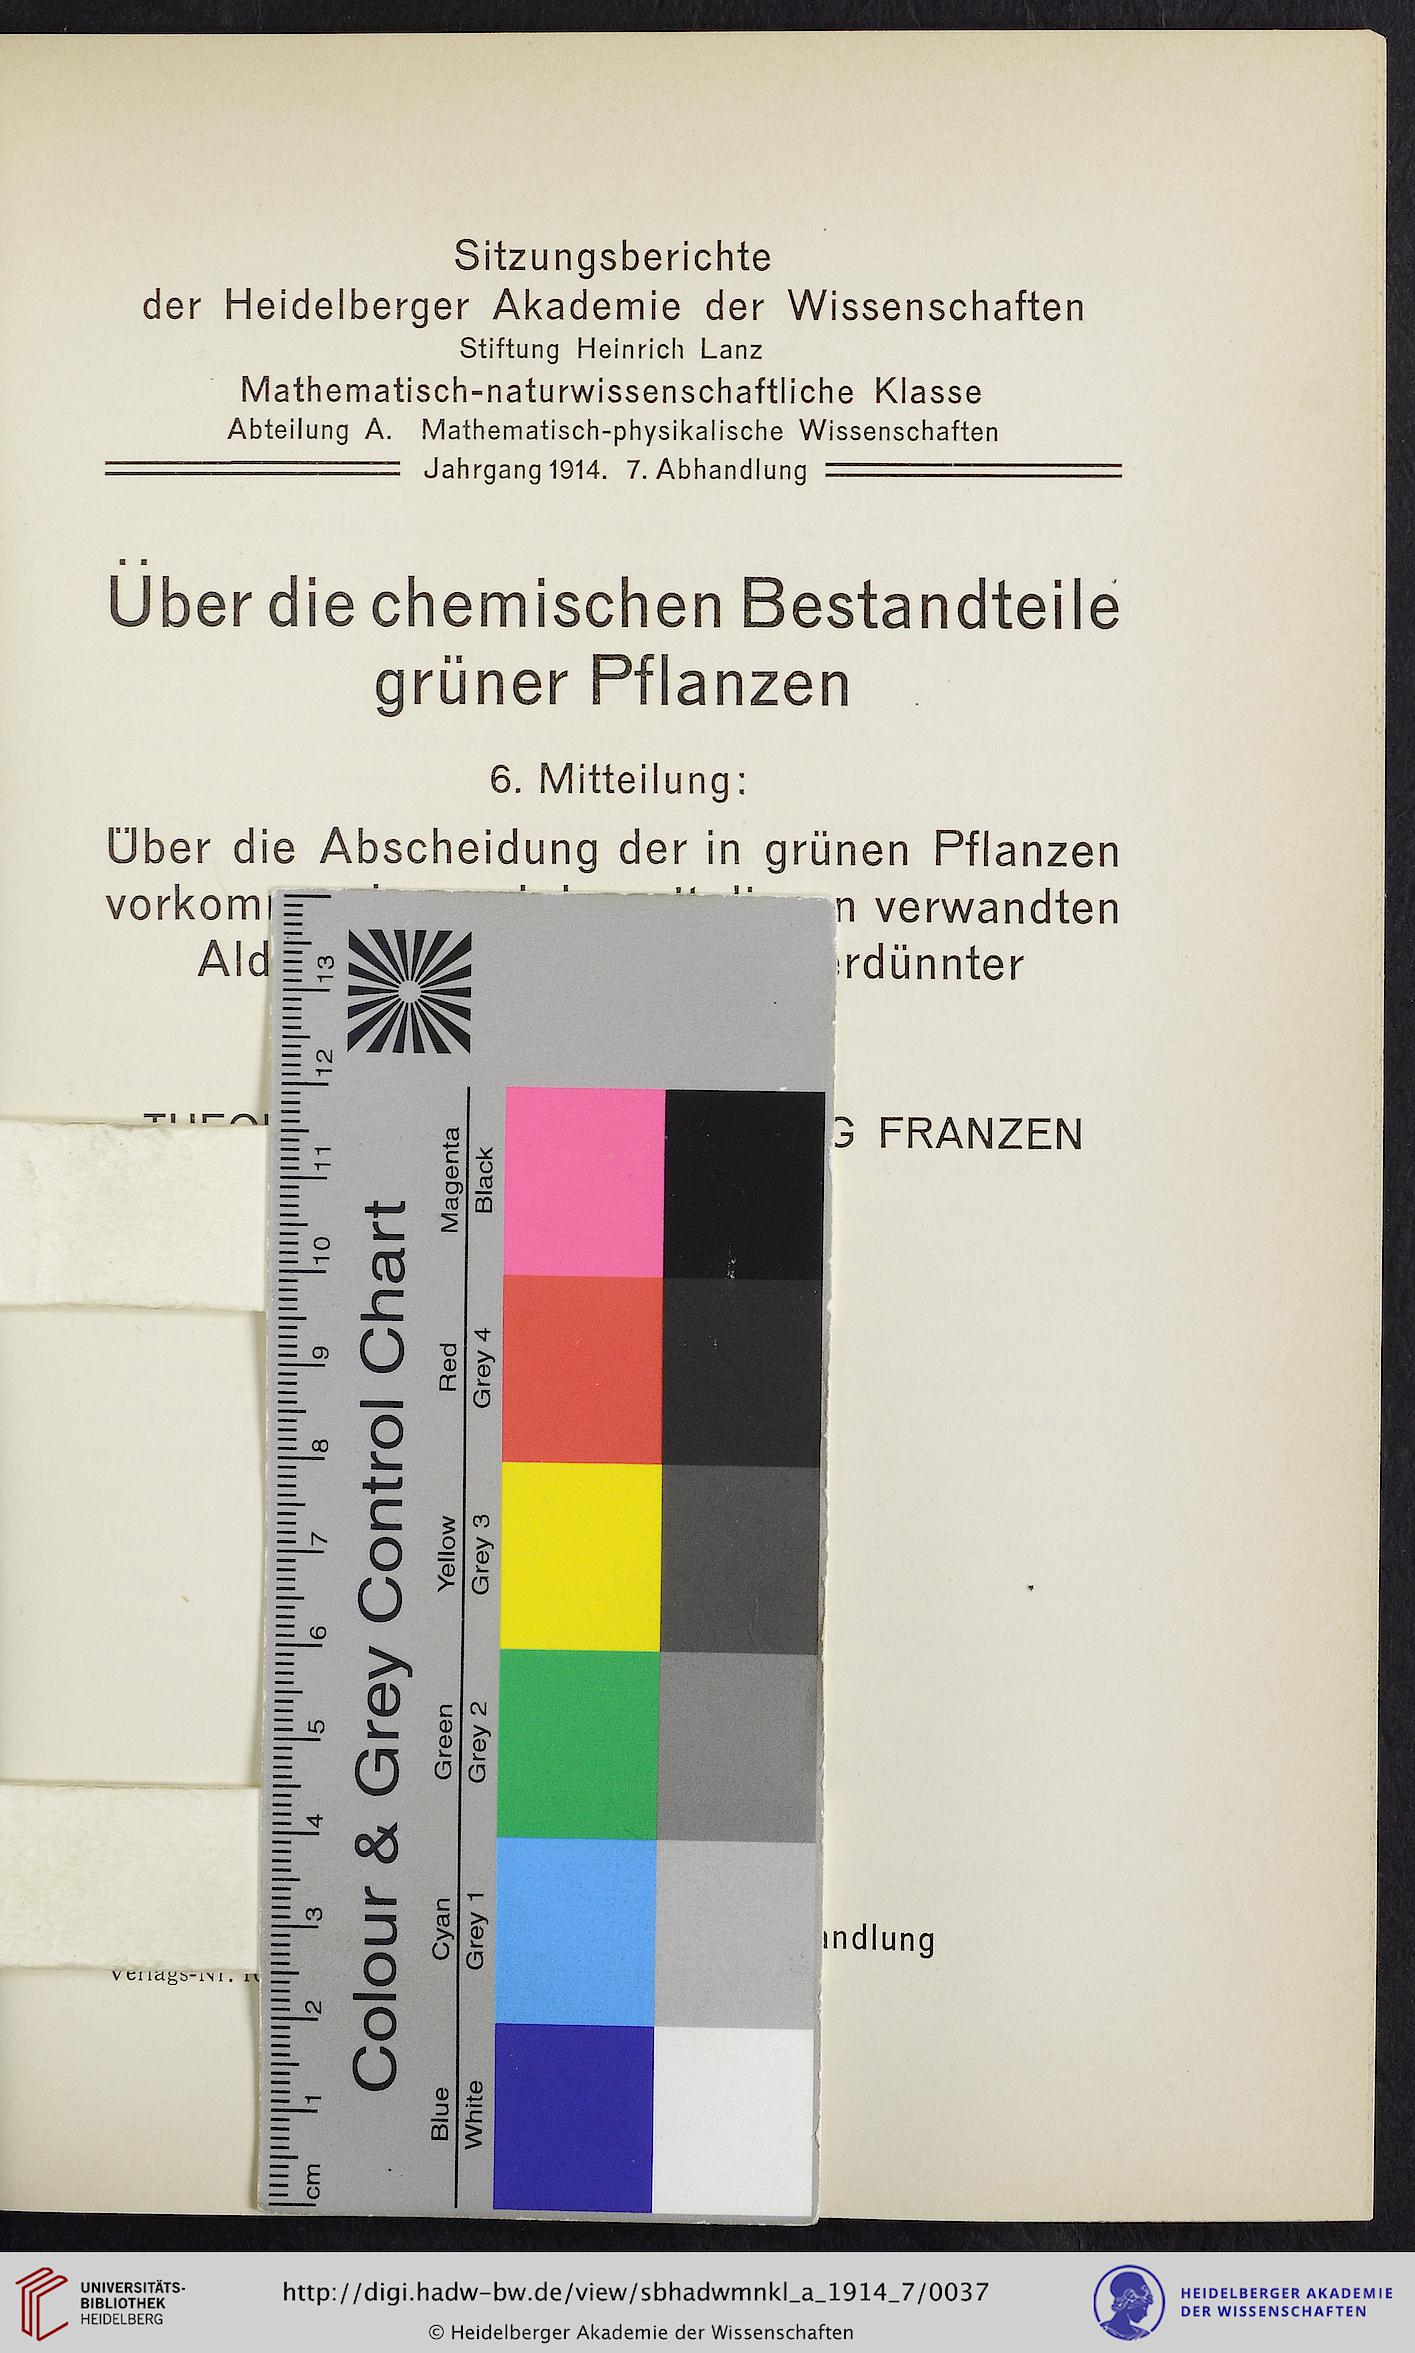 Sitzungsberichte
der Heidelberger Akademie der Wissenschaften
Stiftung Heinrich Lanz
Mathematisch-naturwissenschaftliche Klasse
Abteilung A. Mathematisch-physikalische Wissenschaften
Jahrgang 1914. 7. Abhandlung
Über die chemischen Bestandteile
grüner Pflanzen
6. Mitteilung:
Über die Abscheidung der in grünen Pflanzen
verwandten
FRANZEN
Colour & Grey Control Chart
Magenta
Black
Red
Grey 4
Yellow
Grey 3
Green
Grey 2
Cyan
Grey 1
Blue
White
13
12
11
10
9
8
7
6
5
4
3
2
1
cm
UNIVERSITÄTS-
BIBLIOTHEK
HEIDELBERG
http://digi.hadw-bw.de/view/sbhadwmnkl_a_1914_7/0037
© Heidelberger Akademie der Wissenschaften
HEIDELBERGER AKADEMIE
DER WISSENSCHAFTEN